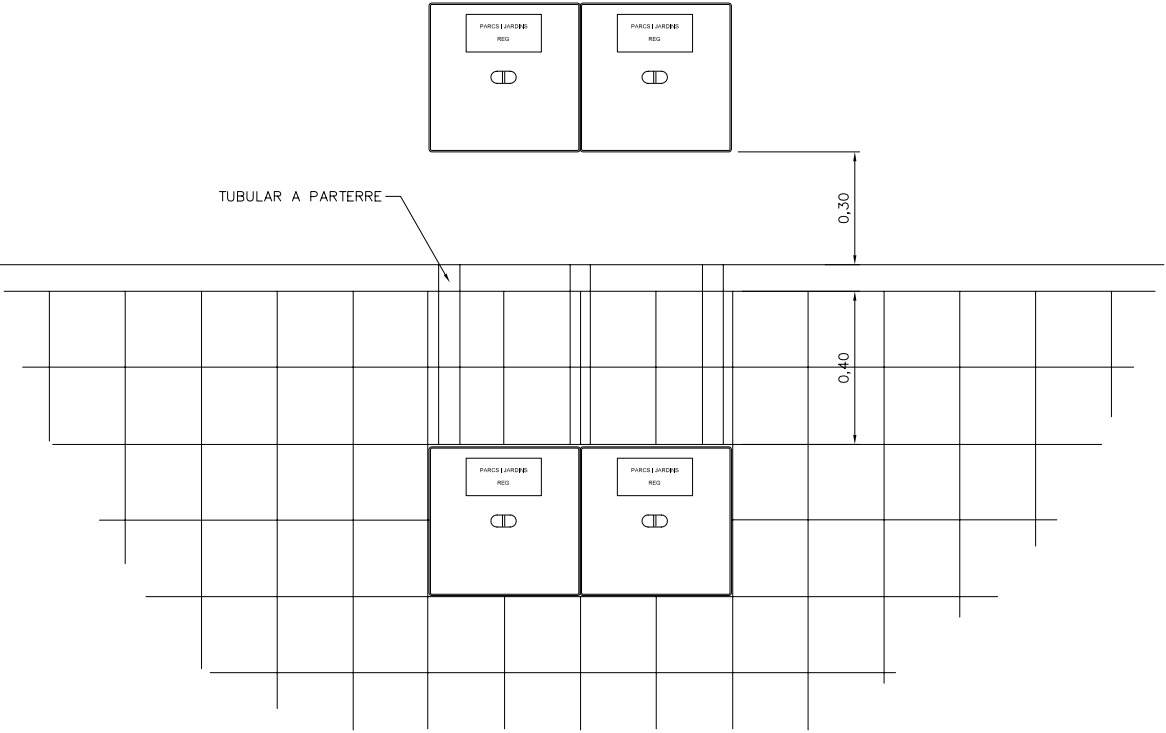 PARCS I JARDINS
REG
PARCS I JARDINS
REG
TUBULAR A PARTERRE
0,30
0,40
PARCS I JARDINS
REG
PARCS I JARDINS
REG